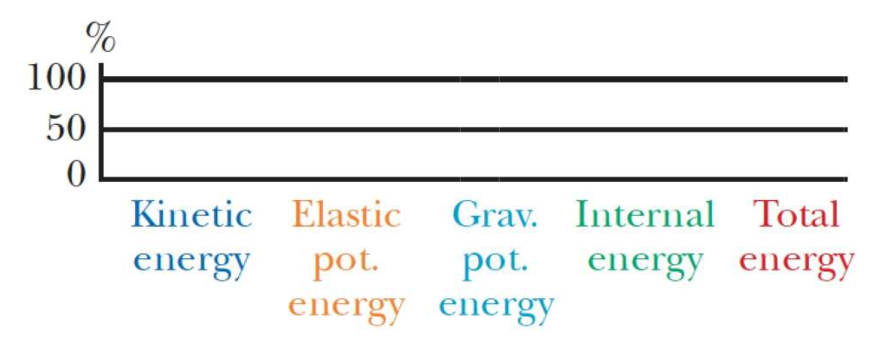 %
100
50
0
Kinetic Elastic Grav. Internal Total
energy pot. pot. energy energy
energy energy